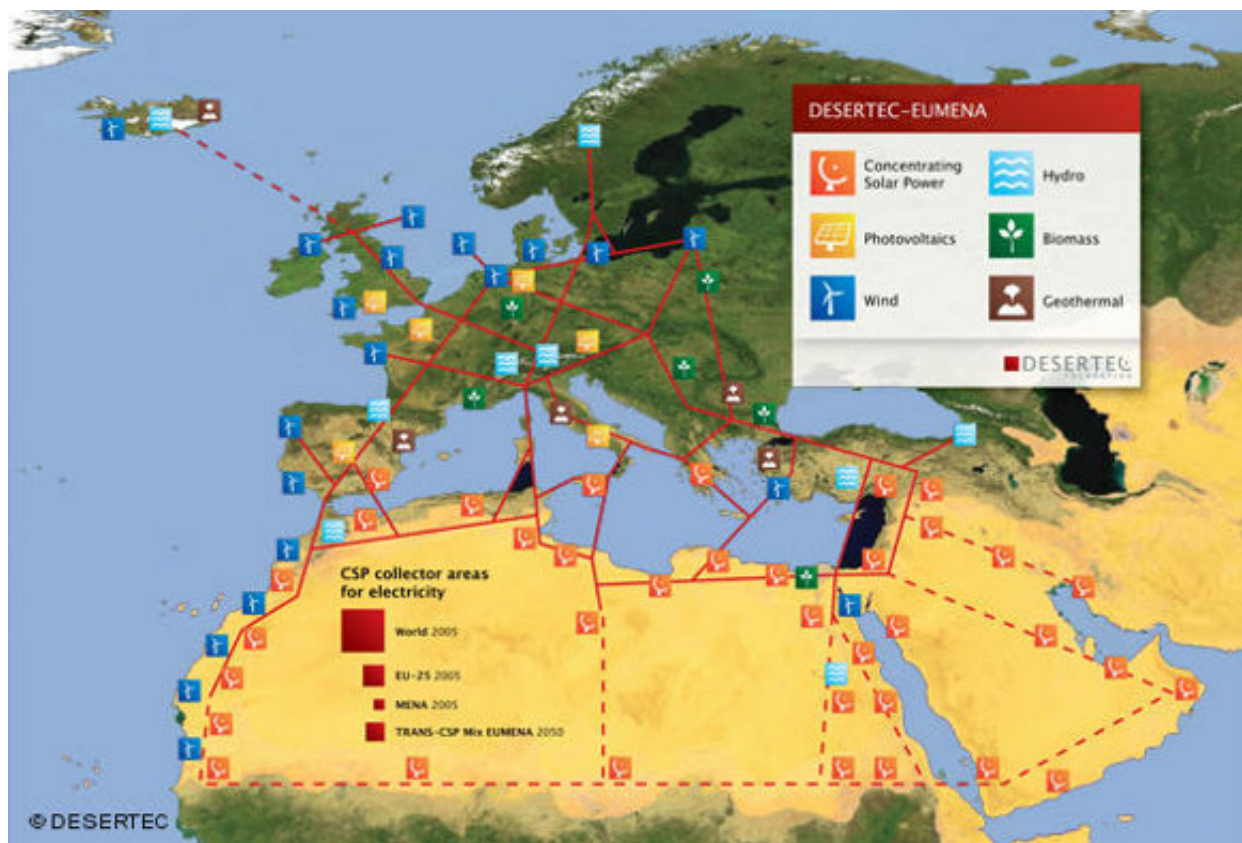 DESERTEC-EUMENA
Concentrating
Solar Power
Hydro
Photovoltaics
Biomass
Wind
Geothermal
DESERTEC
FOUNDATION
CSP collector areas
for electricity
World 2005
EU-25 2005
MENA 2005
TRANS-CSP Mix EUMENA 2050
© DESERTEC